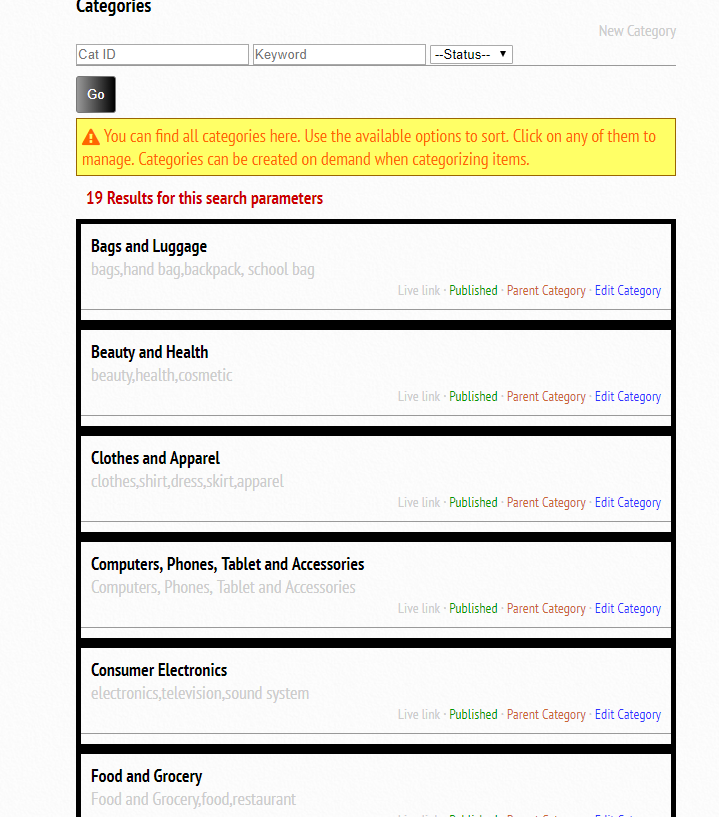 Categories
New Category
Cat ID
Keyword
--Status--
Go
You can find all categories here. Use the available options to sort. Click on any of them to
manage. Categories can be created on demand when categorizing items.
19 Results for this search parameters
Bags and Luggage
bags,hand bag,backpack, school bag
Live link · Published · Parent Category · Edit Category
Beauty and Health
beauty,health,cosmetic
Live link · Published · Parent Category · Edit Category
Clothes and Apparel
clothes,shirt,dress,skirt,apparel
Live link · Published · Parent Category · Edit Category
Computers, Phones, Tablet and Accessories
Computers, Phones, Tablet and Accessories
Live link · Published · Parent Category · Edit Category
Consumer Electronics
electronics,television,sound system
Live link · Published · Parent Category · Edit Category
Food and Grocery
Food and Grocery,food,restaurant